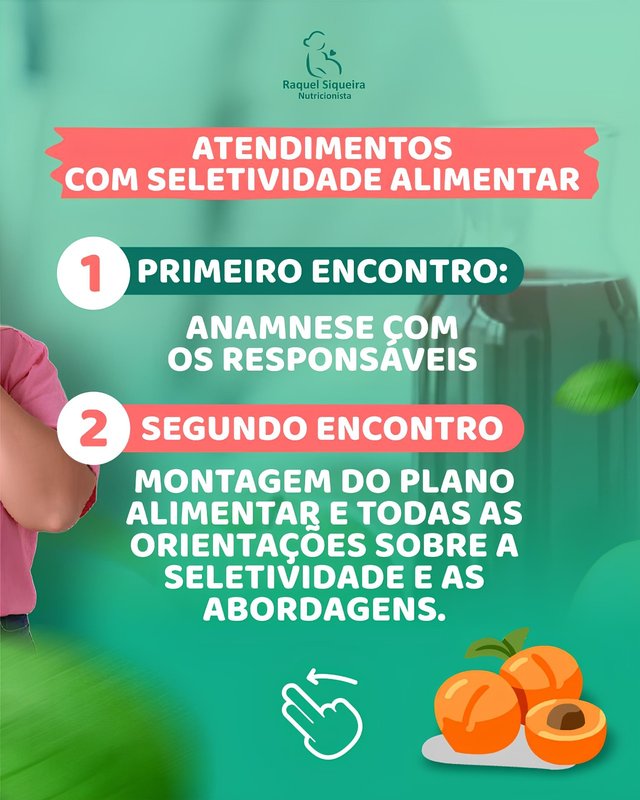 Raquel Siqueira
Nutricionista
ATENDIMENTOS
COM SELETIVIDADE ALIMENTAR
1 PRIMEIRO ENCONTRO:
ANAMNESE COM
OS RESPONSÁVEIS
2 SEGUNDO ENCONTRO
MONTAGEM DO PLANO
ALIMENTAR E TODAS AS
ORIENTAÇÕES SOBRE A
SELETIVIDADE E AS
ABORDAGENS.